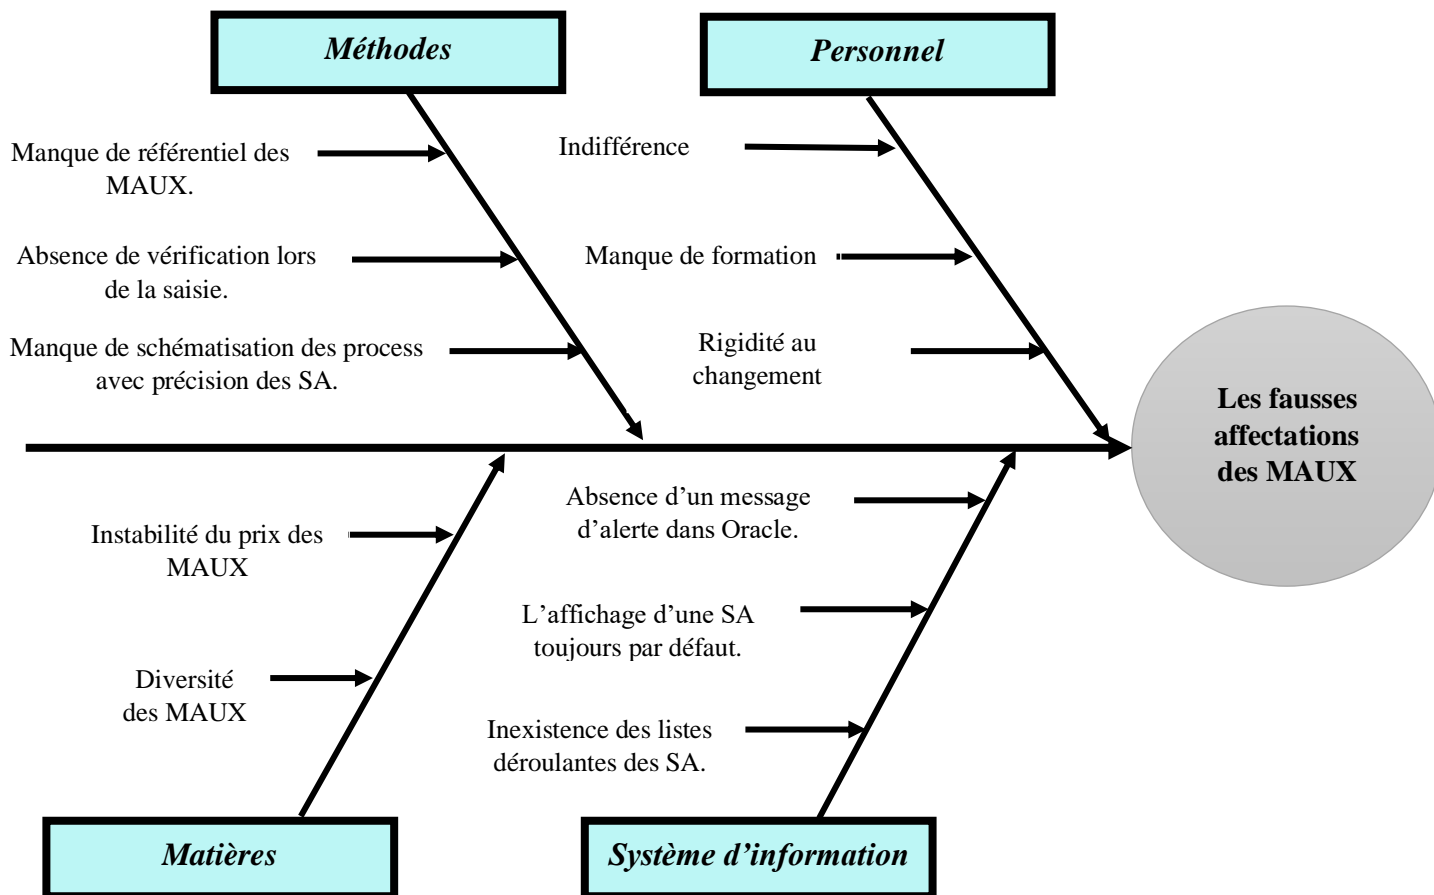 Méthodes
Personnel
Manque de référentiel des
MAUX.
Indifférence
Absence de vérification lors
de la saisie.
Manque de formation
Manque de schématisation des process
avec précision des SA.
Rigidité au
changement
Les fausses
affectations
des MAUX
Instabilité du prix des
MAUX
Absence d’un message
d’alerte dans Oracle.
L’affichage d’une SA
toujours par défaut.
Diversité
des MAUX
Inexistence des listes
déroulantes des SA.
Matières
Système d’information